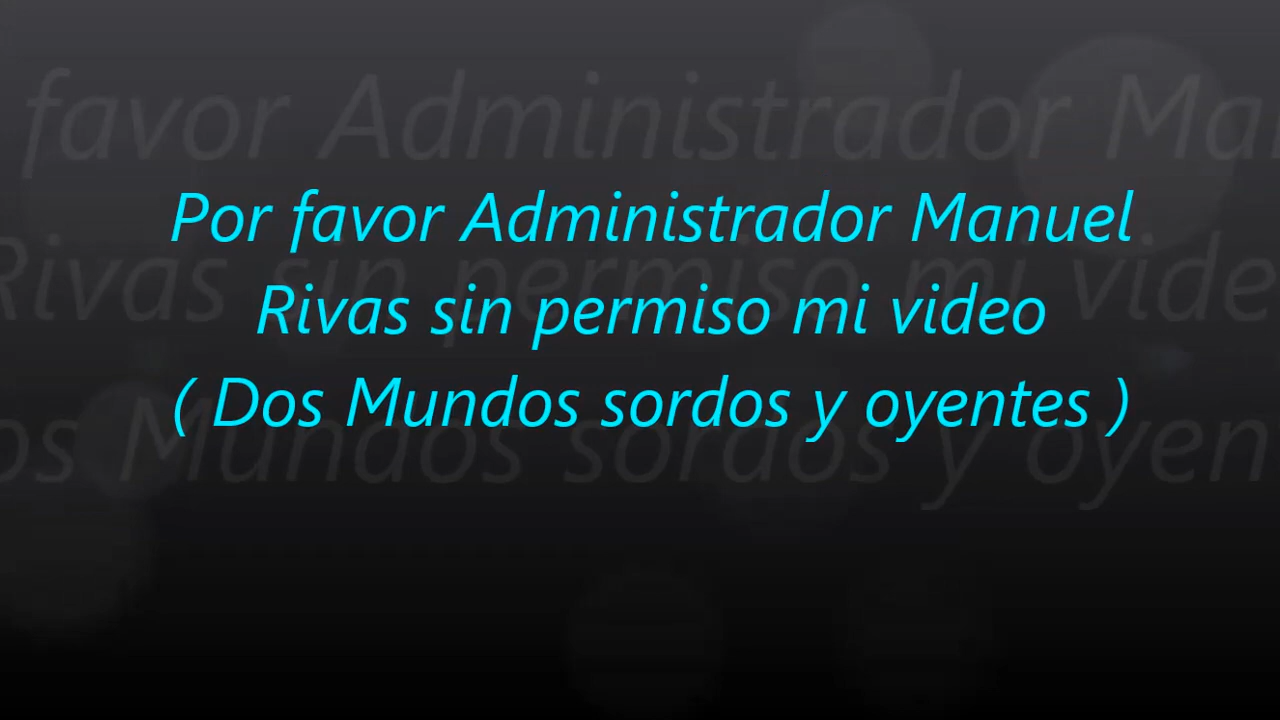 Por favor Administrador Manuel
Rivas sin permiso mi video
( Dos Mundos sordos y oyentes )